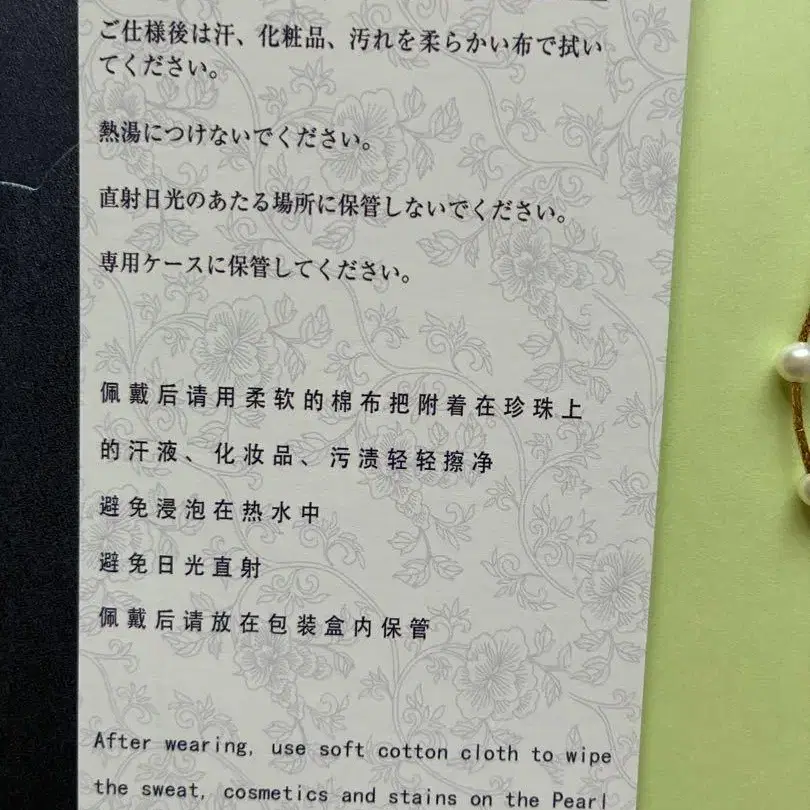 ご仕様後は汗、化粧品、汚れを柔らかい布で拭い
てください。
熱湯につけないでください。
直射日光のあたる場所に保管しないでください。
専用ケースに保管してください。
佩戴后请用柔软的棉布把附着在珍珠上
的汗液、化妆品、污渍轻轻擦净
避免浸泡在热水中
避免日光直射
佩戴后请放在包装盒内保管
After wearing, use soft cotton cloth to wipe
the sweat, cosmetics and stains on the Pearl